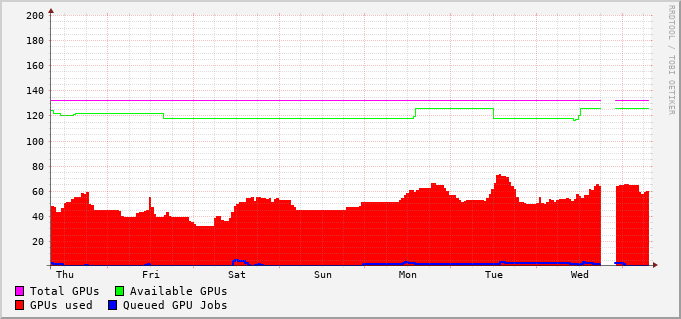 200
180
160
140
120
100
80
60
40
20
Thu Fri Sat Sun Mon Tue Wed
Total GPUs Available GPUs
GPUs used Queued GPU Jobs
RRDTOOL / TOBI OETIKER